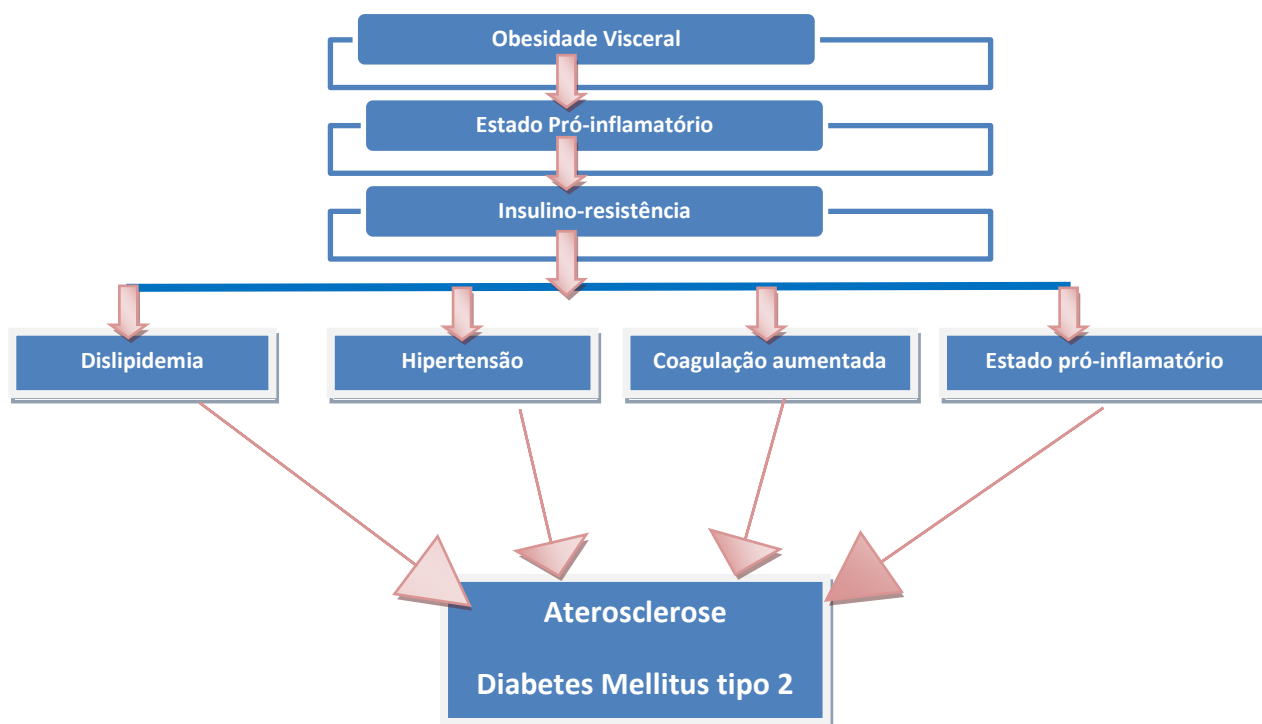 Obesidade Visceral
Estado Pró-inflamatório
Insulino-resistência
Dislipidemia
Hipertensão
Coagulação aumentada
Estado pró-inflamatório
Aterosclerose
Diabetes Mellitus tipo 2